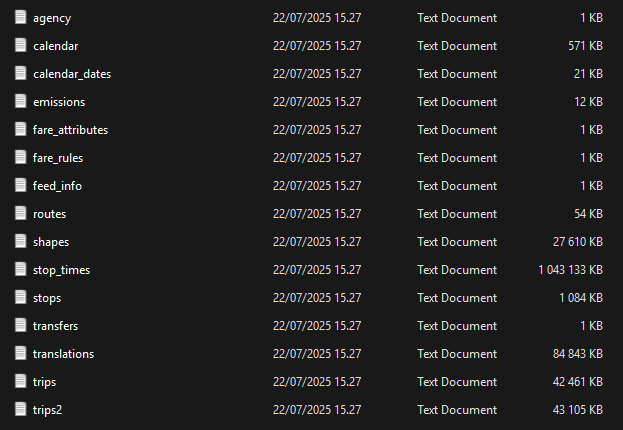 agency 22/07/2025 15.27 Text Document 1 KB
calendar 22/07/2025 15.27 Text Document 571 KB
calendar_dates 22/07/2025 15.27 Text Document 21 KB
emissions 22/07/2025 15.27 Text Document 12 KB
fare_attributes 22/07/2025 15.27 Text Document 1 KB
fare_rules 22/07/2025 15.27 Text Document 1 KB
feed_info 22/07/2025 15.27 Text Document 1 KB
routes 22/07/2025 15.27 Text Document 54 KB
shapes 22/07/2025 15.27 Text Document 27 610 KB
stop_times 22/07/2025 15.27 Text Document 1 043 133 KB
stops 22/07/2025 15.27 Text Document 1 084 KB
transfers 22/07/2025 15.27 Text Document 1 KB
translations 22/07/2025 15.27 Text Document 84 843 KB
trips 22/07/2025 15.27 Text Document 42 461 KB
trips2 22/07/2025 15.27 Text Document 43 105 KB